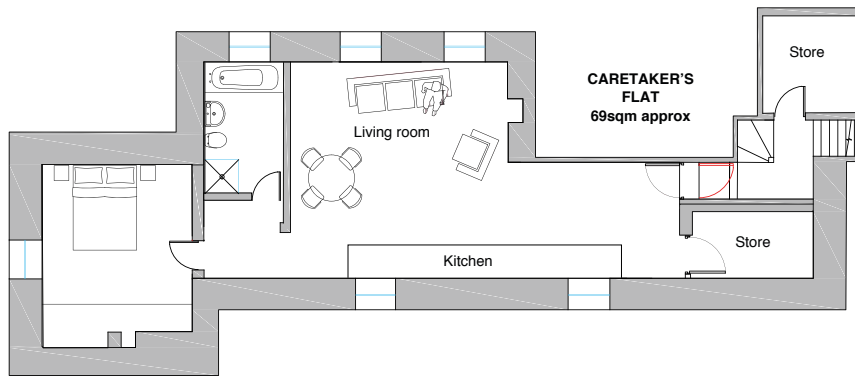 Store
CARETAKER'S
FLAT
69sqm approx
Living room
Store
Kitchen